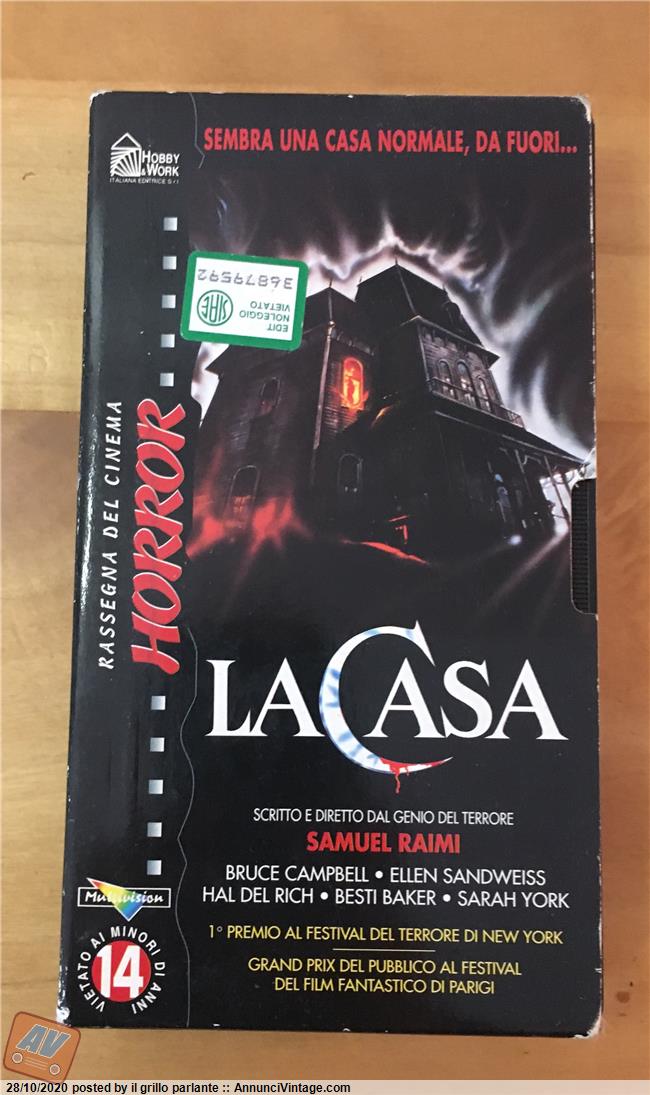 HOBBY
& WORK
ITALIANA EDITRICE S.r.l.
SEMBRA UNA CASA NORMALE, DA FUORI...
36879592
EDIT
NOLEGGIO
VIETATO
SIAE
RASSEGNA DEL CINEMA
HORROR
LA CASA
SCRITTO E DIRETTO DAL GENIO DEL TERRORE
SAMUEL RAIMI
BRUCE CAMPBELL • ELLEN SANDWEISS
HAL DEL RICH • BESTI BAKER • SARAH YORK
1° PREMIO AL FESTIVAL DEL TERRORE DI NEW YORK
GRAND PRIX DEL PUBBLICO AL FESTIVAL
DEL FILM FANTASTICO DI PARIGI
Multivision
VIETATO AI MINORI DI ANNI
14
AV
28/10/2020 posted by il grillo parlante :: AnnunciVintage.com